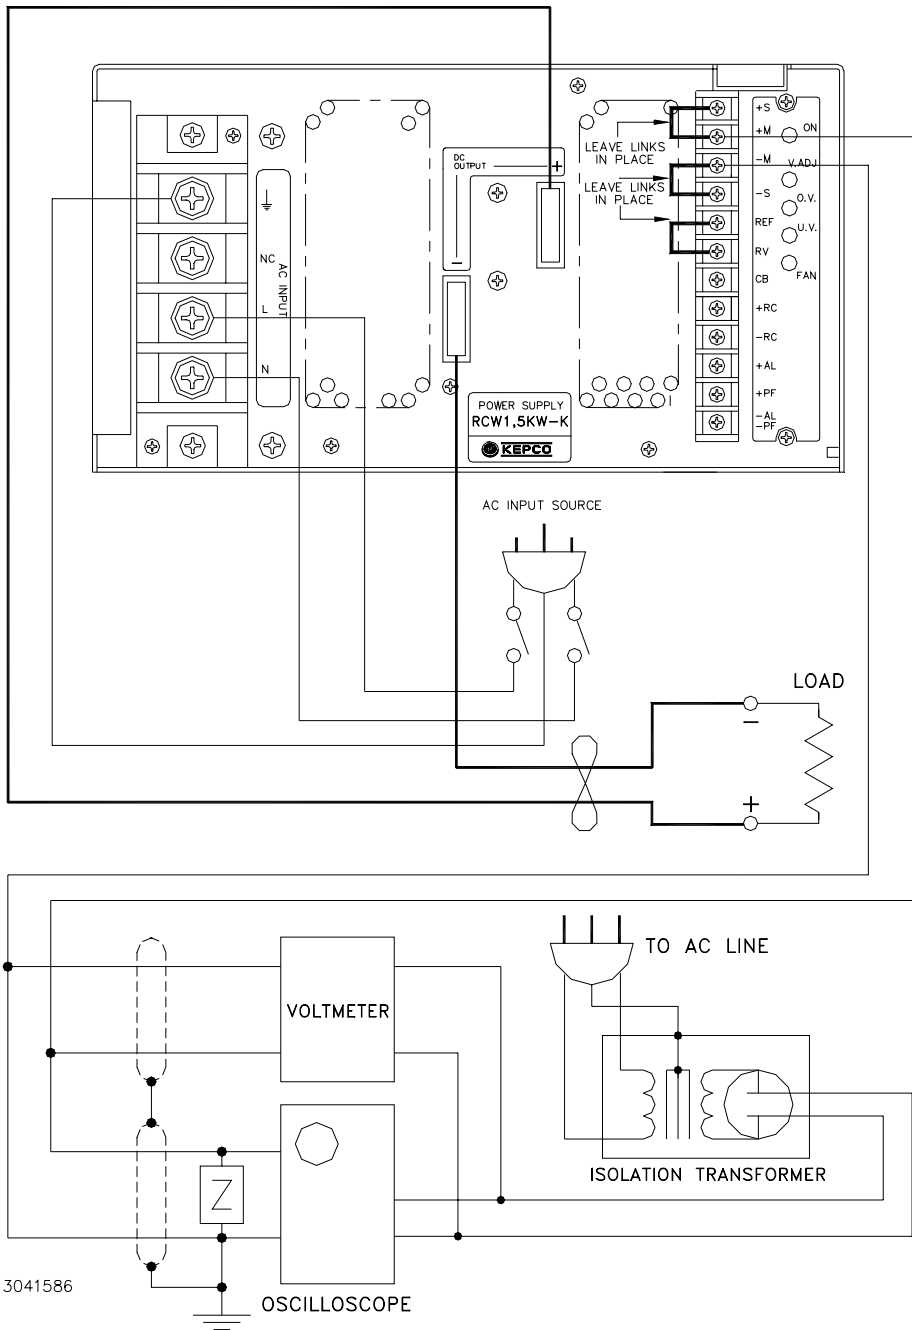 DC
OUTPUT
+
−
LEAVE LINKS
IN PLACE
LEAVE LINKS
IN PLACE
+S
+M
−M
−S
REF
RV
CB
+RC
−RC
+AL
+PF
−AL
−PF
ON
V.ADJ
O.V.
U.V.
FAN
NC
L
N
AC INPUT
POWER SUPPLY
RCW1,5KW−K
KEPCO
AC INPUT SOURCE
LOAD
−
+
TO AC LINE
VOLTMETER
ISOLATION TRANSFORMER
Z
3041586
OSCILLOSCOPE